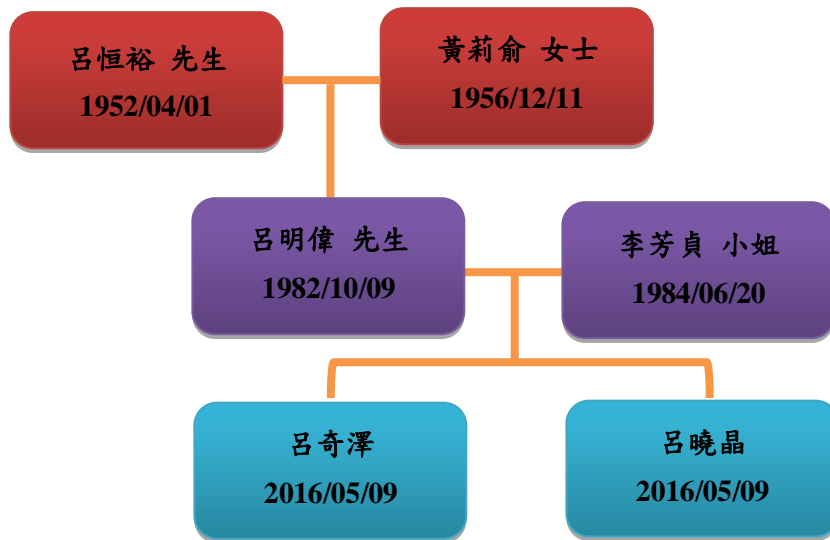 呂恒裕 先生
1952/04/01
黃莉俞 女士
1956/12/11
呂明偉 先生
1982/10/09
李芳貞 小姐
1984/06/20
呂奇澤
2016/05/09
呂曉晶
2016/05/09